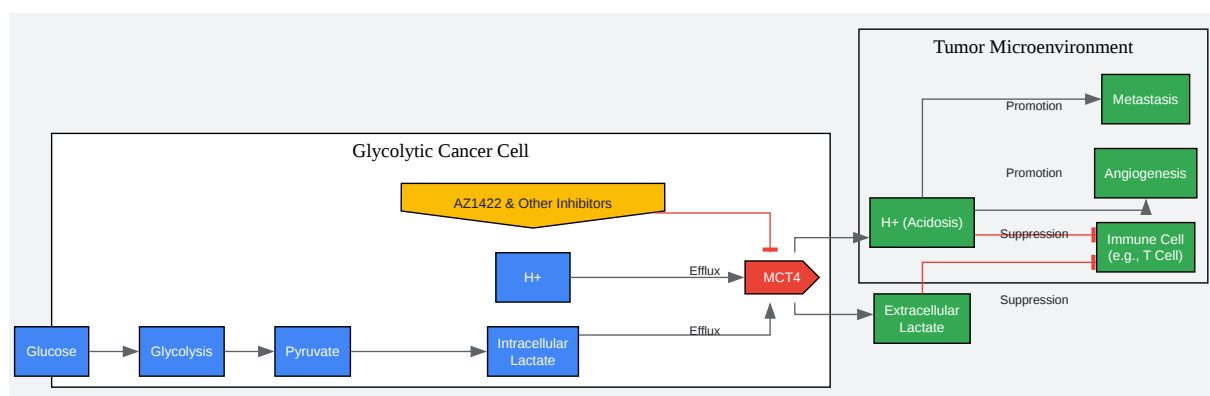 Tumor Microenvironment
Metastasis
Promotion
Glycolytic Cancer Cell
Promotion
Angiogenesis
AZ1422 & Other Inhibitors
H+ (Acidosis)
Suppression
Immune Cell
(e.g., T Cell)
H+
Efflux
MCT4
Extracellular
Lactate
Suppression
Glucose
Glycolysis
Pyruvate
Intracellular
Lactate
Efflux